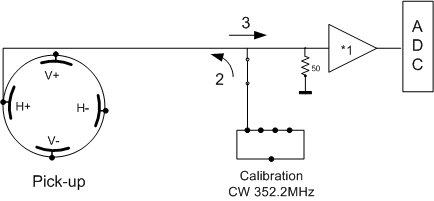 3
A
D
C
*1
V+
50
2
H+
H-
V-
Pick-up
Calibration
CW 352.2MHz